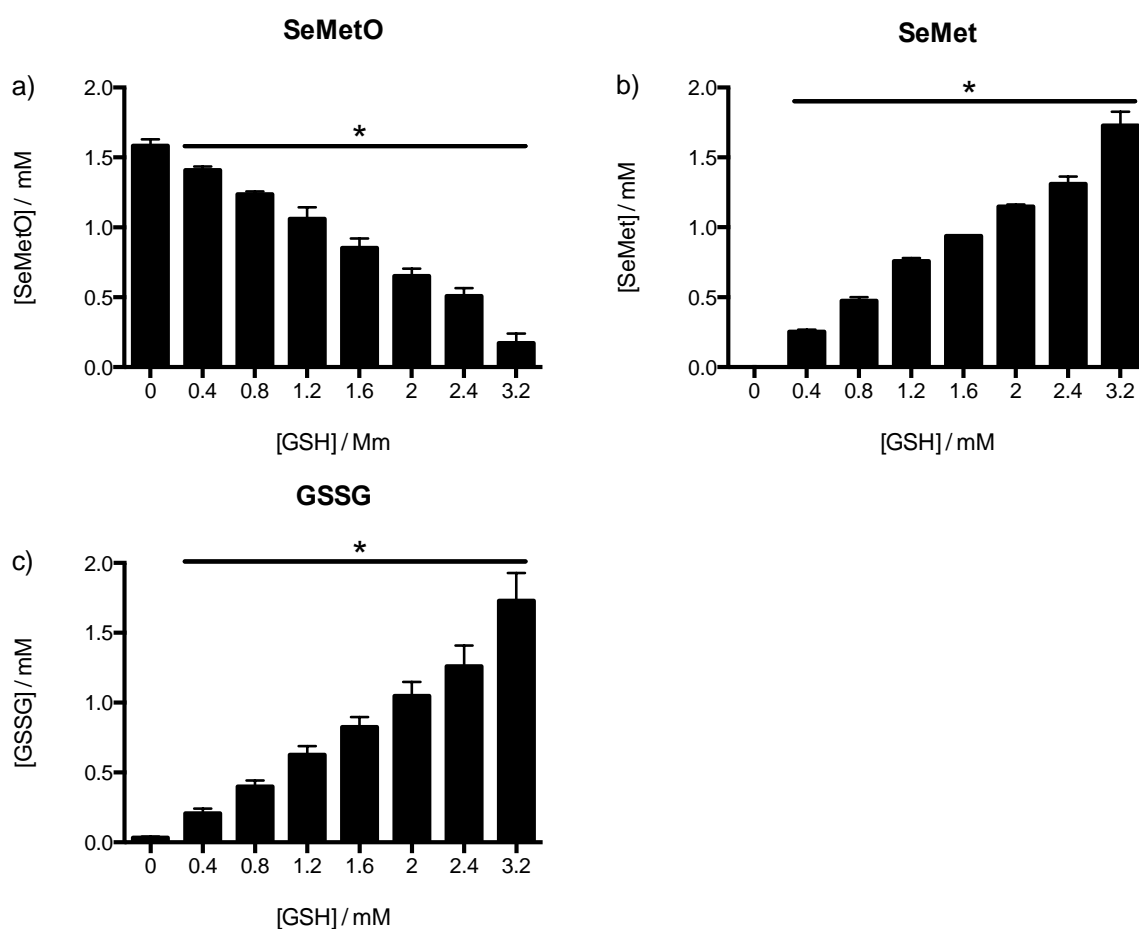 SeMetO
a)
2.0
1.5
1.0
0.5
0.0
[SeMetO] / mM
*
0 0.4 0.8 1.2 1.6 2 2.4 3.2
[GSH] / Mm
SeMet
b)
2.0
1.5
1.0
0.5
0.0
[SeMet] / mM
*
0 0.4 0.8 1.2 1.6 2 2.4 3.2
[GSH] / mM
GSSG
c)
2.0
1.5
1.0
0.5
0.0
[GSSG] / mM
*
0 0.4 0.8 1.2 1.6 2 2.4 3.2
[GSH] / mM